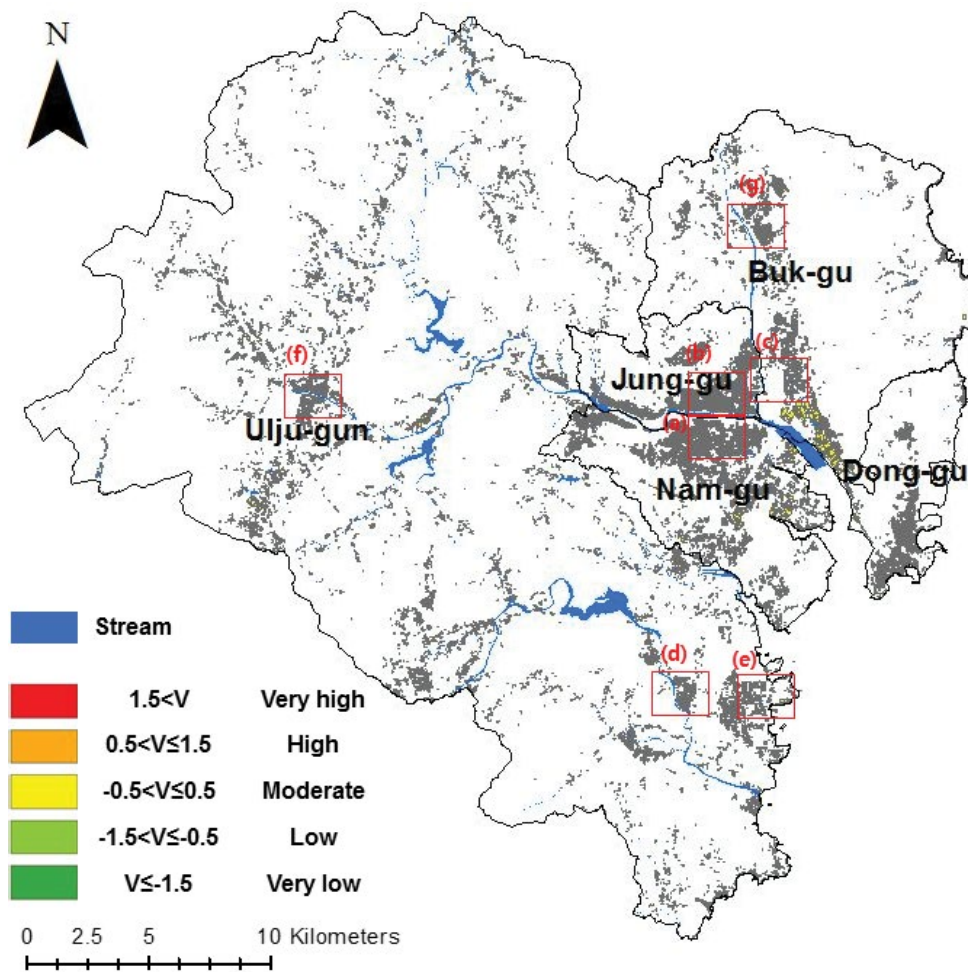 N
(g)
Buk-gu
(f)
(b)
(c)
Jung-gu
(a)
Ulju-gun
Dong-gu
Nam-gu
Stream
(d)
(e)
1.5<V Very high
0.5<V≤1.5 High
-0.5<V≤0.5 Moderate
-1.5<V≤-0.5 Low
V≤-1.5 Very low
0 2.5 5 10 Kilometers